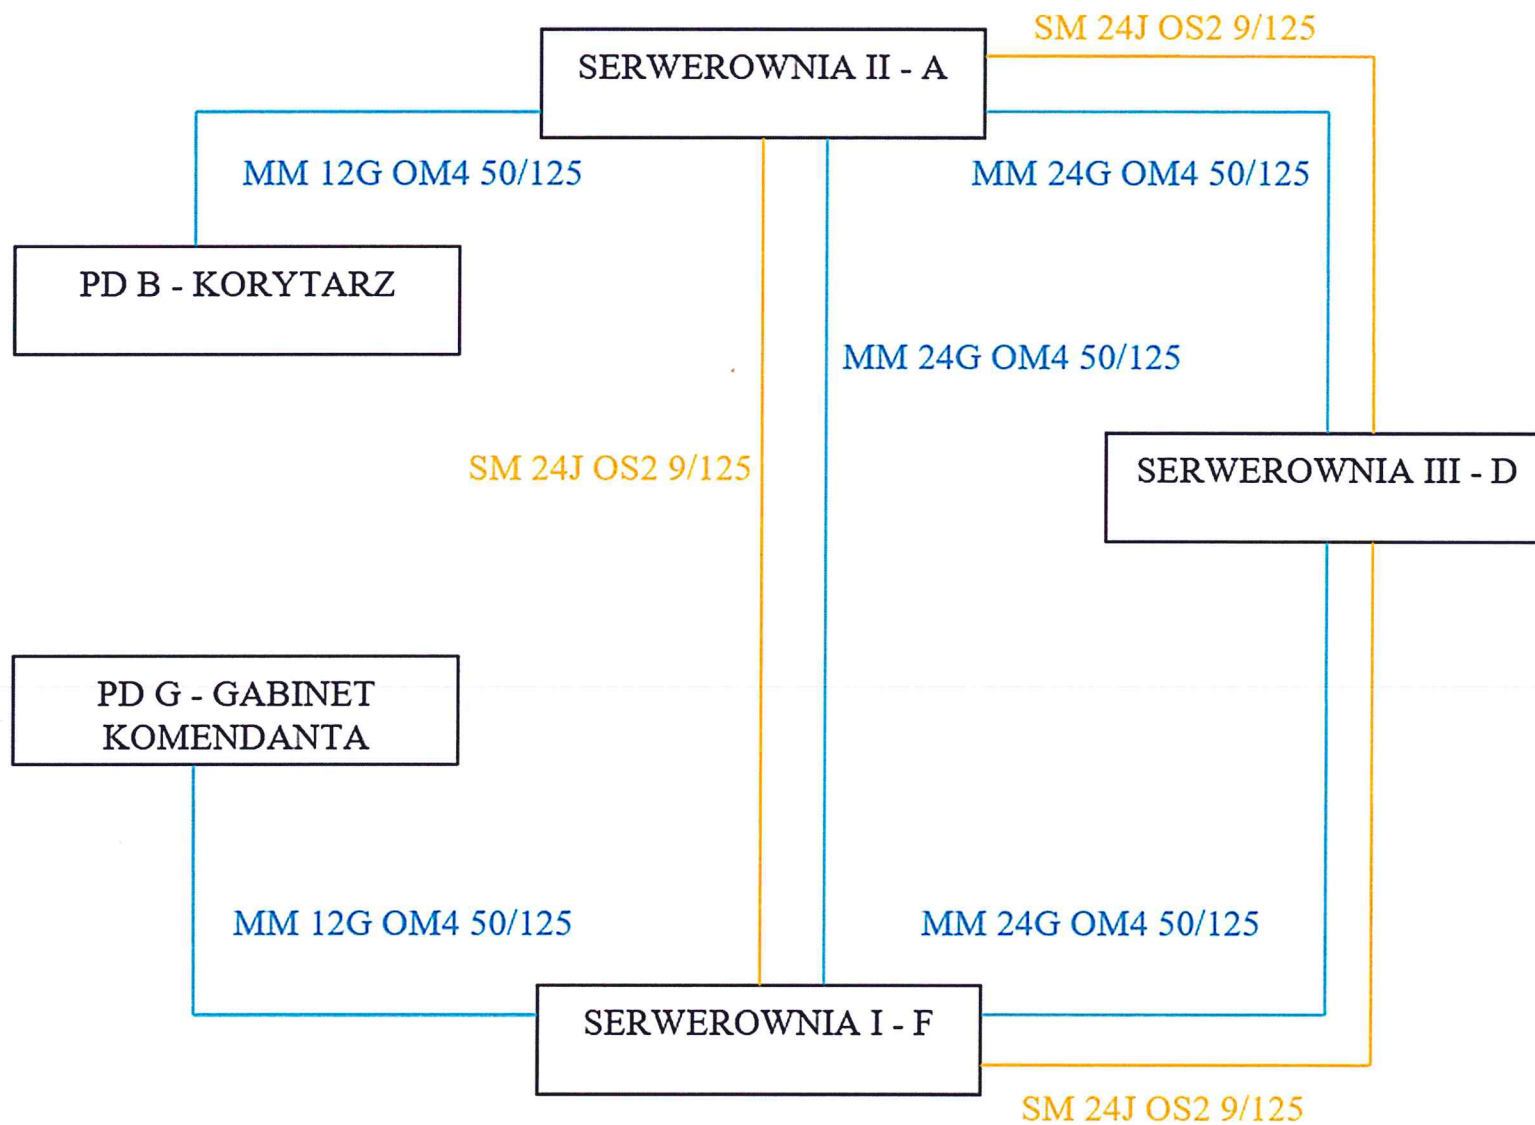 SM 24J OS2 9/125
SERWEROWNIA II - A
MM 12G OM4 50/125
MM 24G OM4 50/125
PD B - KORYTARZ
MM 24G OM4 50/125
SM 24J OS2 9/125
SERWEROWNIA III - D
PD G - GABINET
KOMENDANTA
MM 12G OM4 50/125
MM 24G OM4 50/125
SERWEROWNIA I - F
SM 24J OS2 9/125